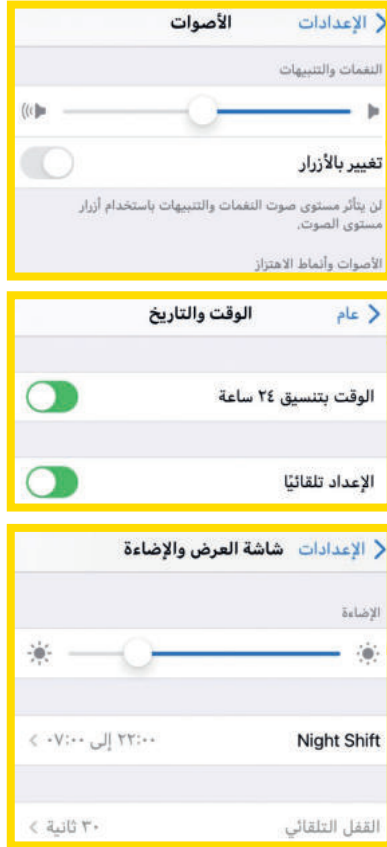 الإعدادات الأصوات
النغمات والتنبيهات
تغيير بالأزرار
لن يتأثر مستوى صوت النغمات والتنبيهات باستخدام أزرار
مستوى الصوت.
الأصوات وأنماط الاهتزاز
عام الوقت والتاريخ
الوقت بتنسيق ٢٤ ساعة
الإعداد تلقائيًا
الإعدادات شاشة العرض والإضاءة
الإضاءة
Night Shift ٢٢:٠٠ إلى ٠٧:٠٠
القفل التلقائي ٣٠ ثانية